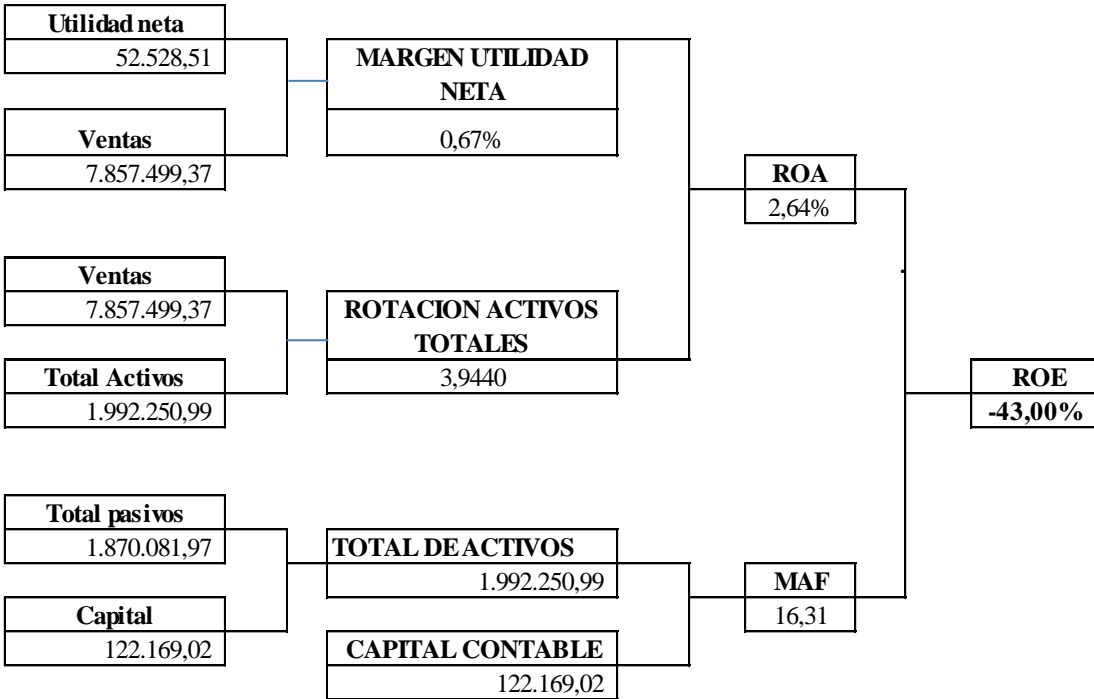 Utilidad neta
52.528,51
MARGEN UTILIDAD
NETA
0,67%
Ventas
7.857.499,37
ROA
2,64%
Ventas
7.857.499,37
ROTACION ACTIVOS
TOTALES
3,9440
Total Activos
1.992.250,99
ROE
-43,00%
Total pasivos
1.870.081,97
TOTAL DE ACTIVOS
1.992.250,99
MAF
16,31
Capital
122.169,02
CAPITAL CONTABLE
122.169,02